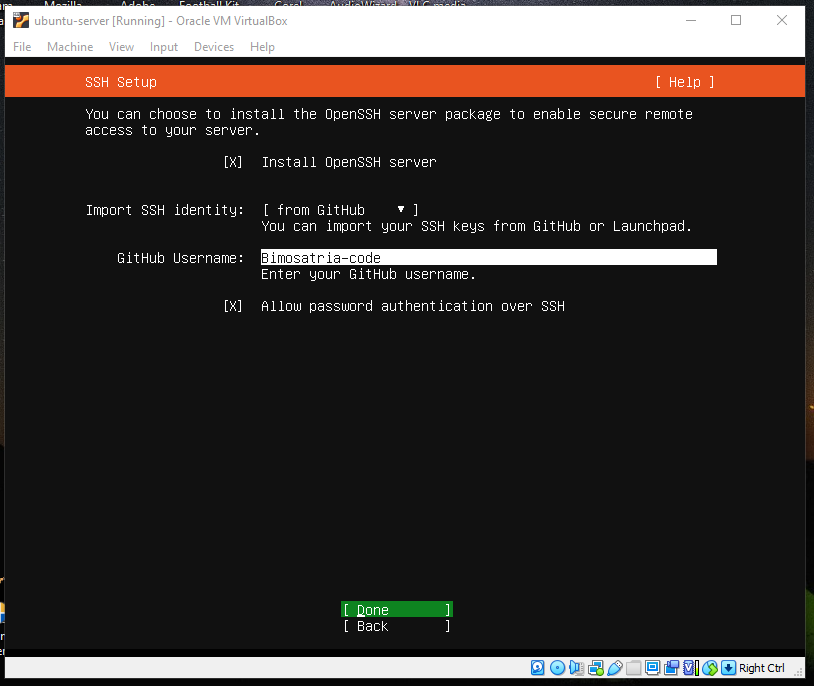 ubuntu-server [Running] - Oracle VM VirtualBox
File Machine View Input Devices Help
SSH Setup [ Help ]
You can choose to install the OpenSSH server package to enable secure remote
access to your server.
[X] Install OpenSSH server
Import SSH identity: [ from GitHub ▾ ]
You can import your SSH keys from GitHub or Launchpad.
GitHub Username: Bimosatria-code
Enter your GitHub username.
[X] Allow password authentication over SSH
[ Done ]
[ Back ]
Right Ctrl